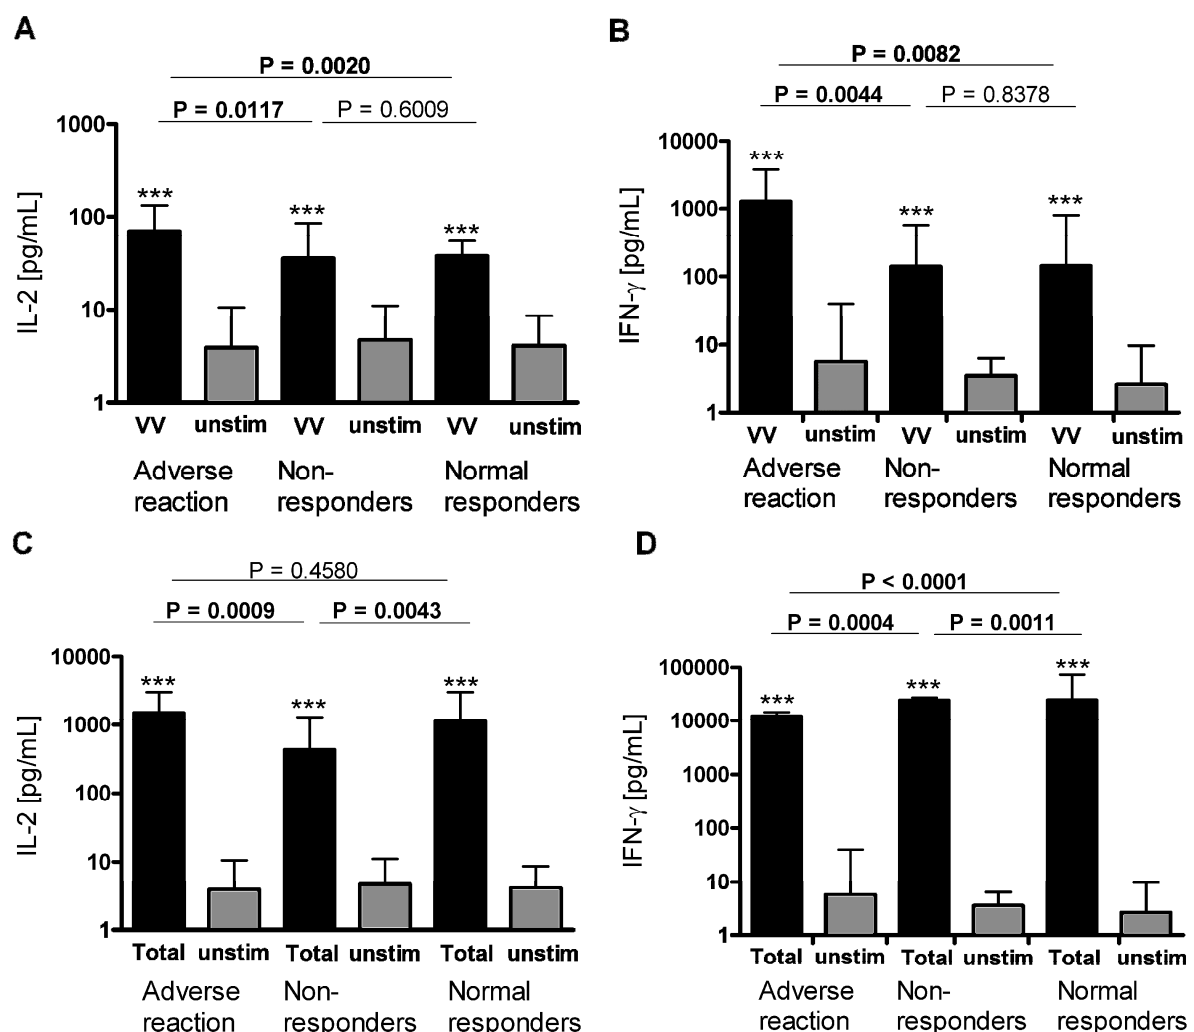 A
P = 0.0020
P = 0.0117
P = 0.6009
IL-2 [pg/mL]
1000
100
10
1
***
***
***
VV unstim VV unstim VV unstim
Adverse reaction
Non-responders
Normal responders
B
P = 0.0082
P = 0.0044
P = 0.8378
IFN-γ [pg/mL]
10000
1000
100
10
1
***
***
***
VV unstim VV unstim VV unstim
Adverse reaction
Non-responders
Normal responders
C
P = 0.4580
P = 0.0009
P = 0.0043
IL-2 [pg/mL]
10000
1000
100
10
1
***
***
***
Total unstim Total unstim Total unstim
Adverse reaction
Non-responders
Normal responders
D
P < 0.0001
P = 0.0004
P = 0.0011
IFN-γ [pg/mL]
100000
10000
1000
100
10
1
***
***
***
Total unstim Total unstim Total unstim
Adverse reaction
Non-responders
Normal responders